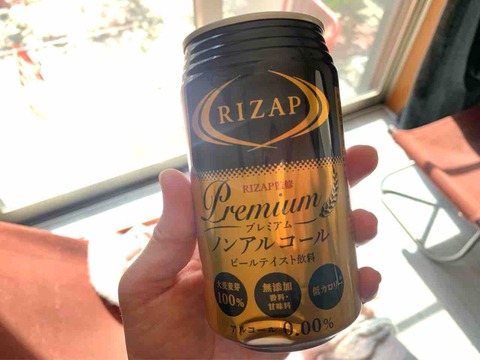 RIZAP
RIZAP監修
Premium
プレミアム
ノンアルコール
ビールテイスト飲料
大麦麦芽 無添加 低カロリー
100% 香料・
甘味料
アルコール 0.00%